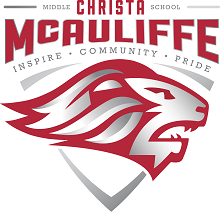 MIDDLE CHRISTA SCHOOL
MCAULIFFE
INSPIRE • COMMUNITY • PRIDE